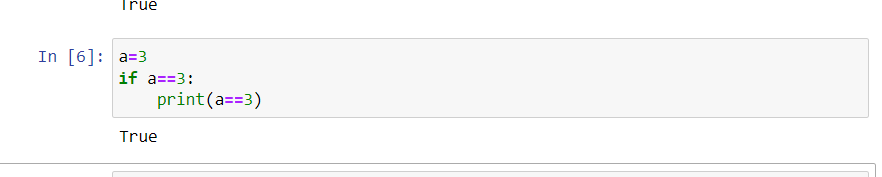 True
In [6]: a=3
if a==3:
    print(a==3)
True